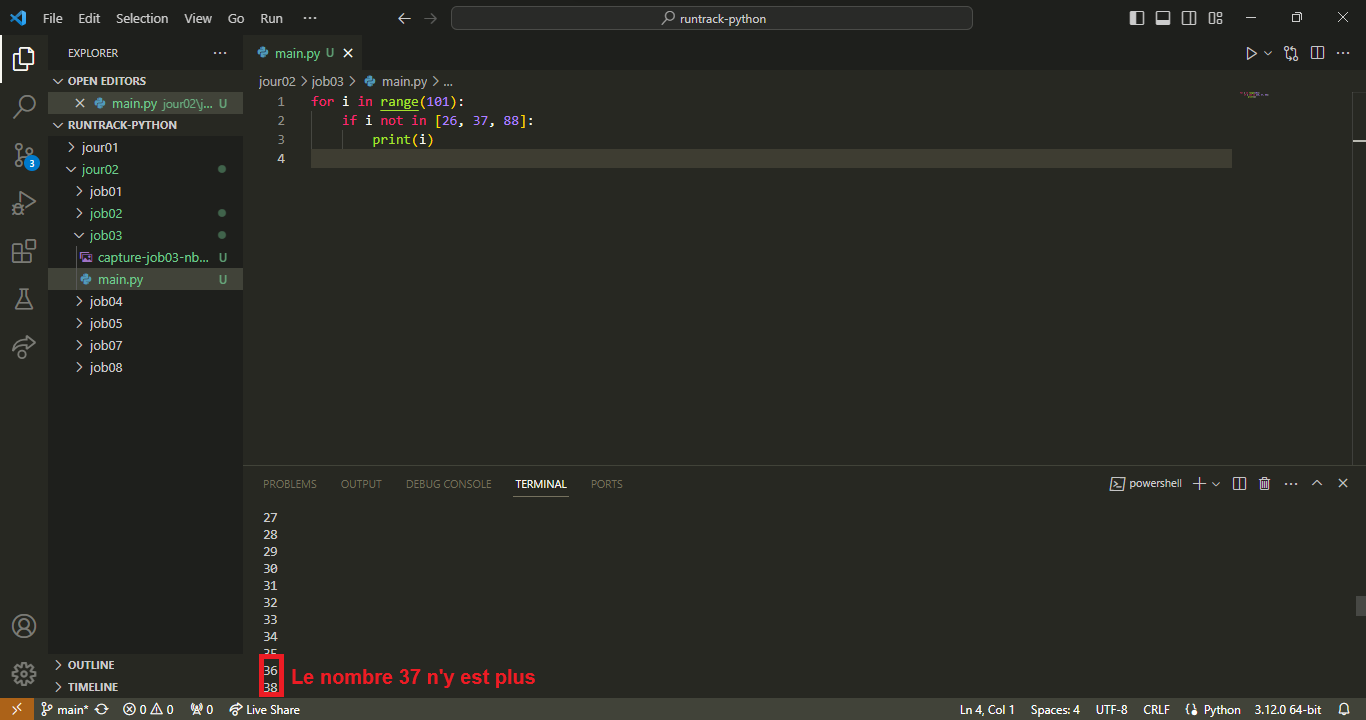 File Edit Selection View Go Run ···
runtrack-python
EXPLORER ···
OPEN EDITORS
main.py jour02\j... U
RUNTRACK-PYTHON
jour01
jour02
job01
job02
job03
capture-job03-nb... U
main.py U
job04
job05
job07
job08
OUTLINE
TIMELINE
3
main.py U
jour02 > job03 > main.py > ...
1 for i in range(101):
2 if i not in [26, 37, 88]:
3 print(i)
4
PROBLEMS OUTPUT DEBUG CONSOLE TERMINAL PORTS
powershell
27
28
29
30
31
32
33
34
35
36
38
Le nombre 37 n'y est plus
main* 0 0 0 Live Share
Ln 4, Col 1 Spaces: 4 UTF-8 CRLF Python 3.12.0 64-bit